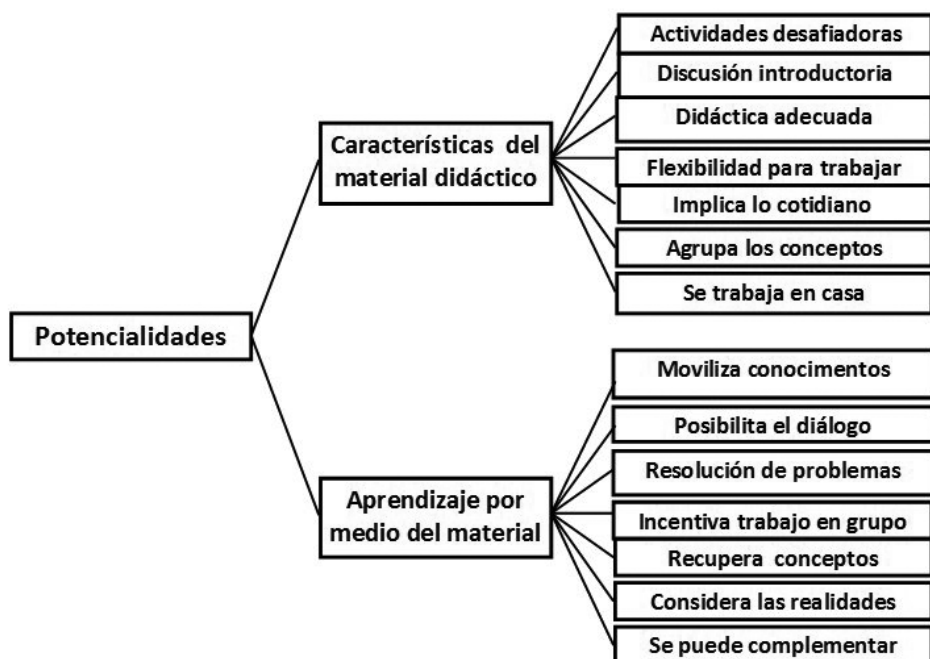 Potencialidades
Característícas del
material didáctico
Actividades desafiadoras
Discusión introductoria
Didáctica adecuada
Flexibilidad para trabajar
Implica lo cotidiano
Agrupa los conceptos
Se trabaja en casa
Aprendizaje por
medio del material
Moviliza conocimentos
Posibilita el diálogo
Resolución de problemas
Incentiva trabajo en grupo
Recupera conceptos
Considera las realidades
Se puede complementar